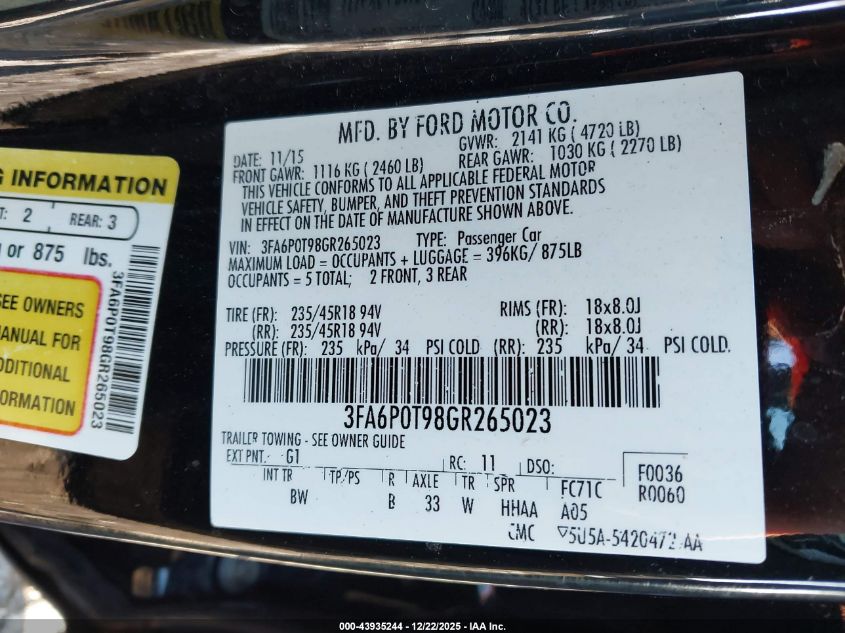 G INFORMATION
T: 2 REAR: 3
or 875 lbs.
SEE OWNERS
MANUAL FOR
ADDITIONAL
INFORMATION
3FA6P0T98GR265023
MFD. BY FORD MOTOR CO.
DATE: 11/15 GVWR: 2141 KG ( 4720 LB)
FRONT GAWR: 1116 KG ( 2460 LB) REAR GAWR: 1030 KG ( 2270 LB)
THIS VEHICLE CONFORMS TO ALL APPLICABLE FEDERAL MOTOR
VEHICLE SAFETY, BUMPER, AND THEFT PREVENTION STANDARDS
IN EFFECT ON THE DATE OF MANUFACTURE SHOWN ABOVE.
VIN: 3FA6P0T98GR265023 TYPE: Passenger Car
MAXIMUM LOAD = OCCUPANTS + LUGGAGE = 396KG/ 875LB
OCCUPANTS = 5 TOTAL; 2 FRONT, 3 REAR
TIRE (FR): 235/45R18 94V RIMS (FR): 18x8.0J
(RR): 235/45R18 94V (RR): 18x8.0J
PRESSURE (FR): 235 kPa/ 34 PSI COLD (RR): 235 kPa/ 34 PSI COLD.
3FA6P0T98GR265023
TRAILER TOWING - SEE OWNER GUIDE
EXT PNT: G1 RC: 11 DSO: F0036
INT TR TP/PS R AXLE TR SPR FC71C R0060
BW B 33 W HHAA A05
CMC 5U5A-5420472-AA
000-43935244 - 12/22/2025 - IAA Inc.